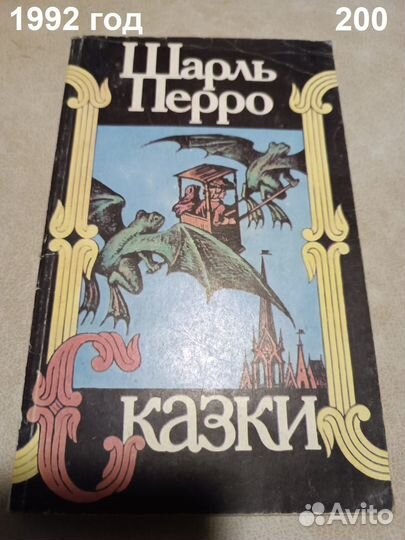 1992 год 200
Шарль
Перро
Сказки
Avito